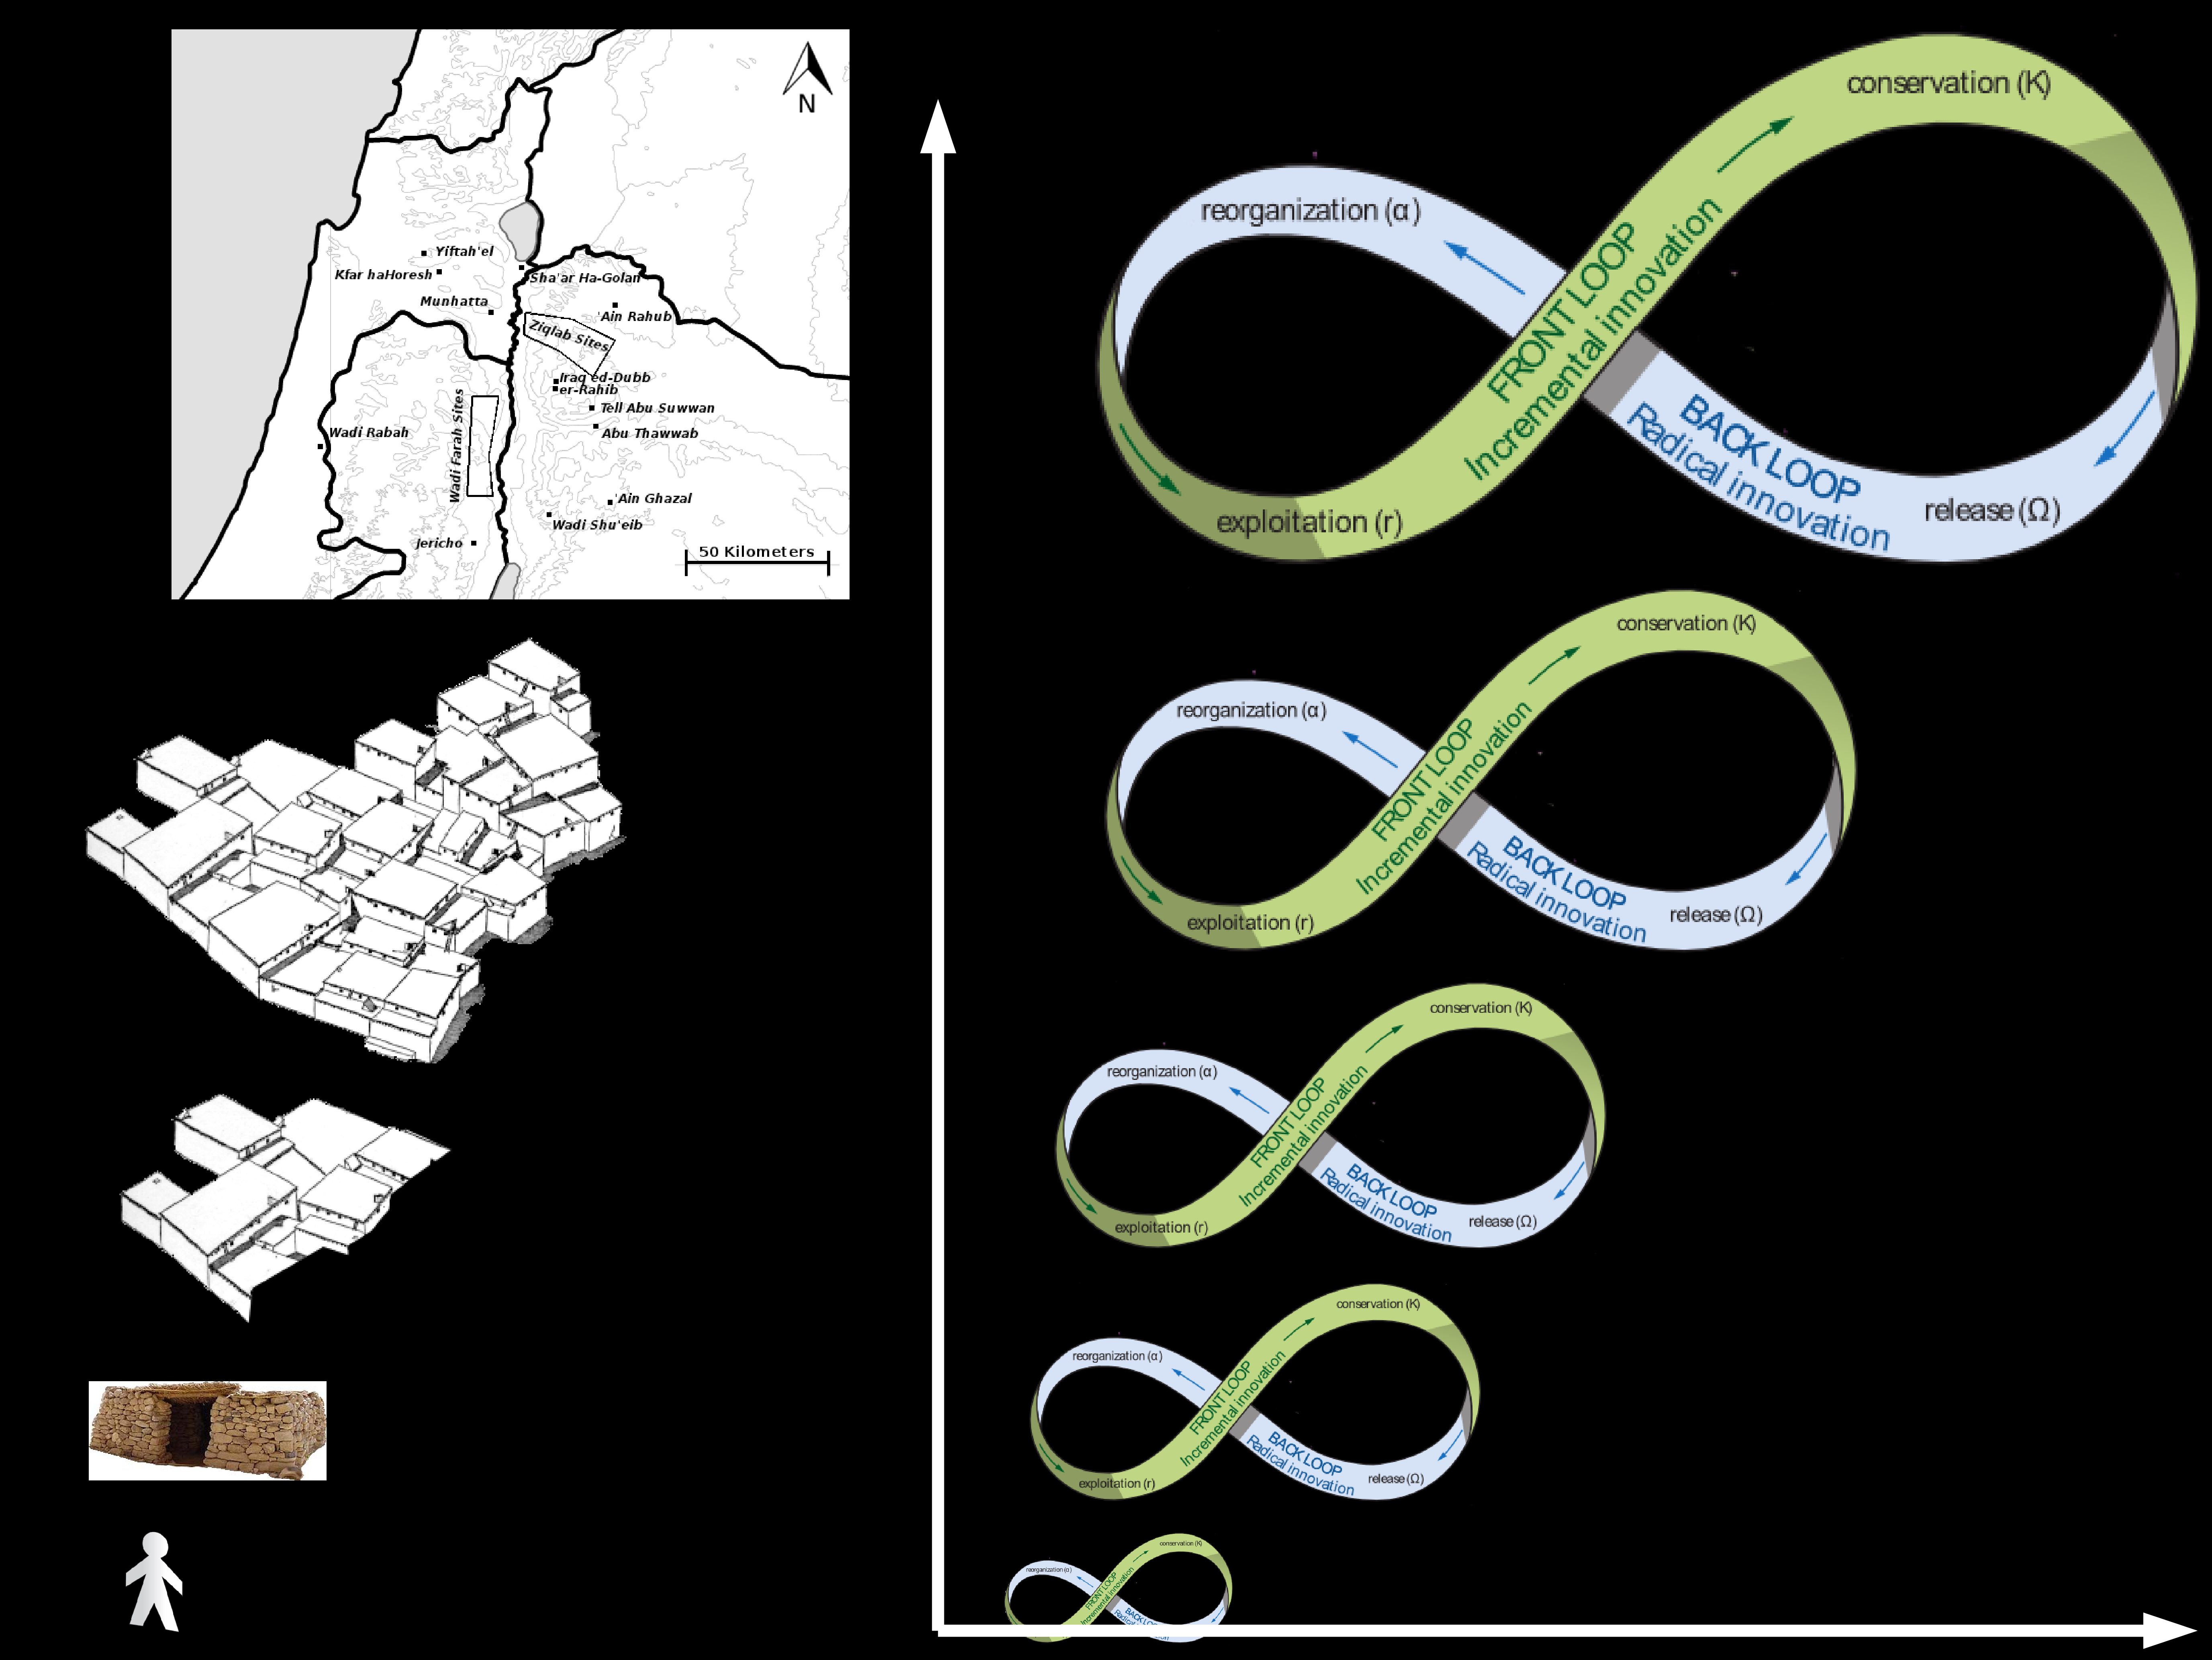 N
Yiftah'el
Kfar haHoresh
Sha'ar Ha-Golan
Munhatta
'Ain Rahub
Ziqlab Sites
Iraq ed-Dubb
er-Rahib
Tell Abu Suwwan
Wadi Rabah
Abu Thawwab
Wadi Farah Sites
'Ain Ghazal
Wadi Shu'eib
Jericho
50 Kilometers
conservation (K)
reorganization (α)
FRONT LOOP
Incremental innovation
BACK LOOP
Radical innovation
exploitation (r)
release (Ω)
conservation (K)
reorganization (α)
FRONT LOOP
Incremental innovation
BACK LOOP
Radical innovation
exploitation (r)
release (Ω)
conservation (K)
reorganization (α)
FRONT LOOP
Incremental innovation
BACK LOOP
Radical innovation
exploitation (r)
release (Ω)
conservation (K)
reorganization (α)
FRONT LOOP
Incremental innovation
BACK LOOP
Radical innovation
exploitation (r)
release (Ω)
conservation (K)
reorganization (α)
FRONT LOOP
Incremental innovation
BACK